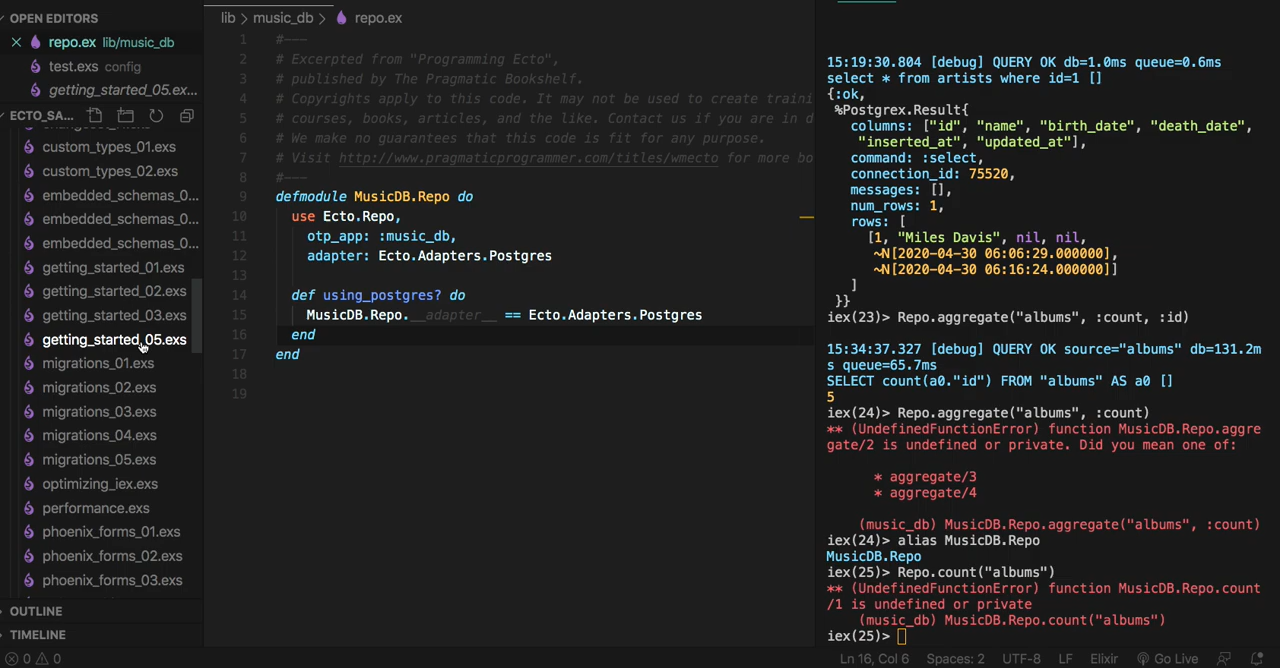 OPEN EDITORS
repo.ex lib/music_db
test.exs config
getting_started_05.ex...
ECTO_SA...
custom_types_01.exs
custom_types_02.exs
embedded_schemas_0...
embedded_schemas_0...
embedded_schemas_0...
getting_started_01.exs
getting_started_02.exs
getting_started_03.exs
getting_started_05.exs
migrations_01.exs
migrations_02.exs
migrations_03.exs
migrations_04.exs
migrations_05.exs
optimizing_iex.exs
performance.exs
phoenix_forms_01.exs
phoenix_forms_02.exs
phoenix_forms_03.exs
OUTLINE
TIMELINE
lib > music_db > repo.ex
1 #---
2 # Excerpted from "Programming Ecto",
3 # published by The Pragmatic Bookshelf.
4 # Copyrights apply to this code. It may not be used to create traini
5 # courses, books, articles, and the like. Contact us if you are in d
6 # We make no guarantees that this code is fit for any purpose.
7 # Visit http://www.pragmaticprogrammer.com/titles/wmecto for more bo
8 #---
9 defmodule MusicDB.Repo do
10 use Ecto.Repo,
11 otp_app: :music_db,
12 adapter: Ecto.Adapters.Postgres
13
14 def using_postgres? do
15 MusicDB.Repo.__adapter__ == Ecto.Adapters.Postgres
16 end
17 end
18
19
15:19:30.804 [debug] QUERY OK db=1.0ms queue=0.6ms
select * from artists where id=1 []
{:ok,
%Postgrex.Result{
columns: ["id", "name", "birth_date", "death_date",
"inserted_at", "updated_at"],
command: :select,
connection_id: 75520,
messages: [],
num_rows: 1,
rows: [
[1, "Miles Davis", nil, nil,
~N[2020-04-30 06:06:29.000000],
~N[2020-04-30 06:16:24.000000]]
]
}}
iex(23)> Repo.aggregate("albums", :count, :id)
15:34:37.327 [debug] QUERY OK source="albums" db=131.2m
s queue=65.7ms
SELECT count(a0."id") FROM "albums" AS a0 []
5
iex(24)> Repo.aggregate("albums", :count)
** (UndefinedFunctionError) function MusicDB.Repo.aggre
gate/2 is undefined or private. Did you mean one of:
* aggregate/3
* aggregate/4
(music_db) MusicDB.Repo.aggregate("albums", :count)
iex(24)> alias MusicDB.Repo
MusicDB.Repo
iex(25)> Repo.count("albums")
** (UndefinedFunctionError) function MusicDB.Repo.count
/1 is undefined or private
(music_db) MusicDB.Repo.count("albums")
iex(25)>
0 0
Ln 16, Col 6 Spaces: 2 UTF-8 LF Elixir Go Live